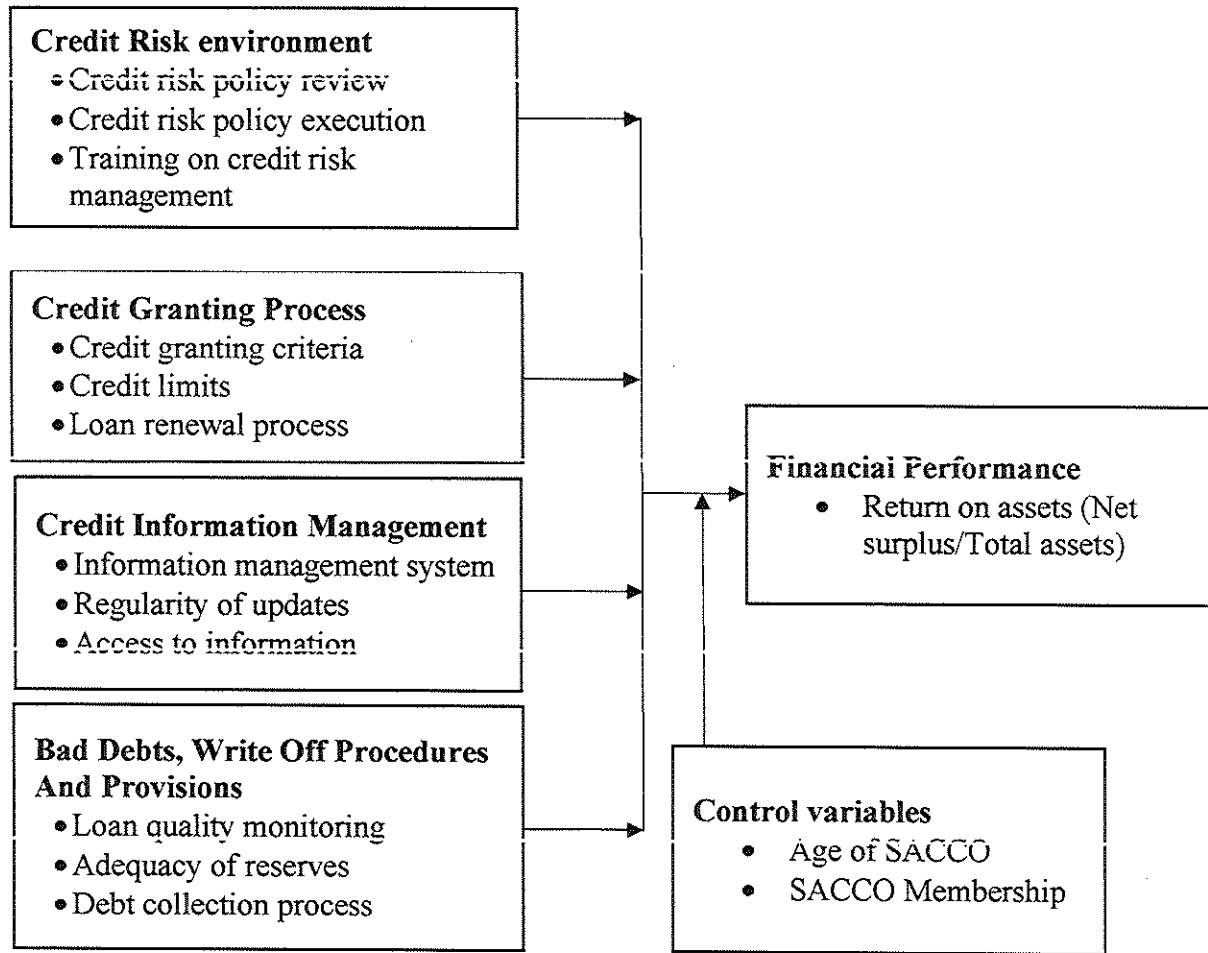 Credit Risk environment
• Credit risk policy review
• Credit risk policy execution
• Training on credit risk
management
Credit Granting Process
• Credit granting criteria
• Credit limits
• Loan renewal process
Credit Information Management
• Information management system
• Regularity of updates
• Access to information
Bad Debts, Write Off Procedures
And Provisions
• Loan quality monitoring
• Adequacy of reserves
• Debt collection process
Financial Performance
• Return on assets (Net
surplus/Total assets)
Control variables
• Age of SACCO
• SACCO Membership